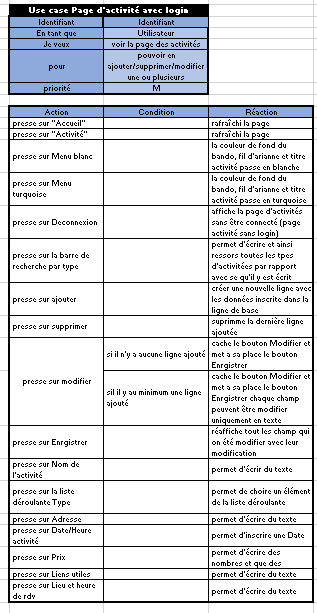 Use case Page d'activité avec login
Identifiant Identifiant
En tant que Utilisateur
Je veux voir la page des activités
pour
pouvoir en
ajouter/supprimer/modifier
une ou plusieurs
priorité M
Action Condition Réaction
presse sur "Accueil" rafraîchi la page
presse sur "Activité" rafraîchi la page
presse sur Menu blanc
la couleur de fond du
bando, fil d'arianne et titre
activité passe en blanche
presse sur Menu
turquoise
la couleur de fond du
bando, fil d'arianne et titre
activité passe en turquoise
presse sur Deconnexion
affiche la page d'activités
sans être connecté (page
activité sans login)
presse sur la barre de
recherche par type
permet d'écrire et ainsi
ressors toutes les tpes
d'activitées par rapport
avec se qu'il y est écrit
presse sur ajouter
créer une nouvelle ligne avec
les données inscrite dans la
ligne de base
presse sur supprimer
suprimme la dernière ligne
ajoutée
presse sur modifier
si il n'y a aucune ligne ajouté
cache le bouton Modifier et
met a sa place le bouton
Enregistrer
sil il y au minimum une ligne
ajouté
cache le bouton Modifier et
met a sa place le bouton
Enregistrer chaque champ
peuvent être modifier
uniquement en texte
presse sur Enrgistrer
réaffiche tout les champ qui
on été modifier avec leur
modification
presse sur Nom de
l'activité
permet d'écrir du texte
presse sur la liste
déroulante Type
permet de choire un élément
de la liste déroulante
presse sur Adresse permet d'écrire du texte
presse sur Date/Heure
activité
permet d'inscrire une Date
presse sur Prix
permet d'écrire des
nombres et que des
presse sur Liens utiles permet d'écrire du texte
presse sur Lieu et heure
de rdv
permet d'écrire du texte